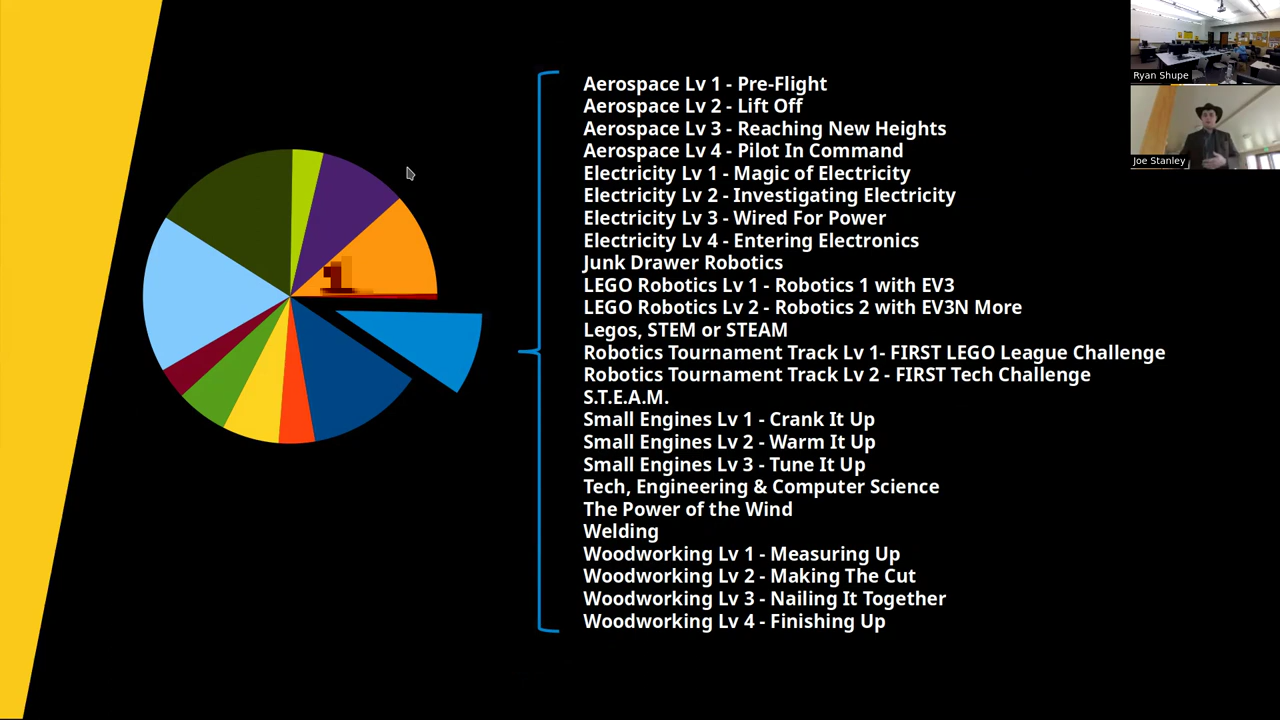 Aerospace Lv 1 - Pre-Flight
Aerospace Lv 2 - Lift Off
Aerospace Lv 3 - Reaching New Heights
Aerospace Lv 4 - Pilot In Command
Electricity Lv 1 - Magic of Electricity
Electricity Lv 2 - Investigating Electricity
Electricity Lv 3 - Wired For Power
Electricity Lv 4 - Entering Electronics
Junk Drawer Robotics
LEGO Robotics Lv 1 - Robotics 1 with EV3
LEGO Robotics Lv 2 - Robotics 2 with EV3N More
Legos, STEM or STEAM
Robotics Tournament Track Lv 1- FIRST LEGO League Challenge
Robotics Tournament Track Lv 2 - FIRST Tech Challenge
S.T.E.A.M.
Small Engines Lv 1 - Crank It Up
Small Engines Lv 2 - Warm It Up
Small Engines Lv 3 - Tune It Up
Tech, Engineering & Computer Science
The Power of the Wind
Welding
Woodworking Lv 1 - Measuring Up
Woodworking Lv 2 - Making The Cut
Woodworking Lv 3 - Nailing It Together
Woodworking Lv 4 - Finishing Up
Ryan Shupe
Joe Stanley